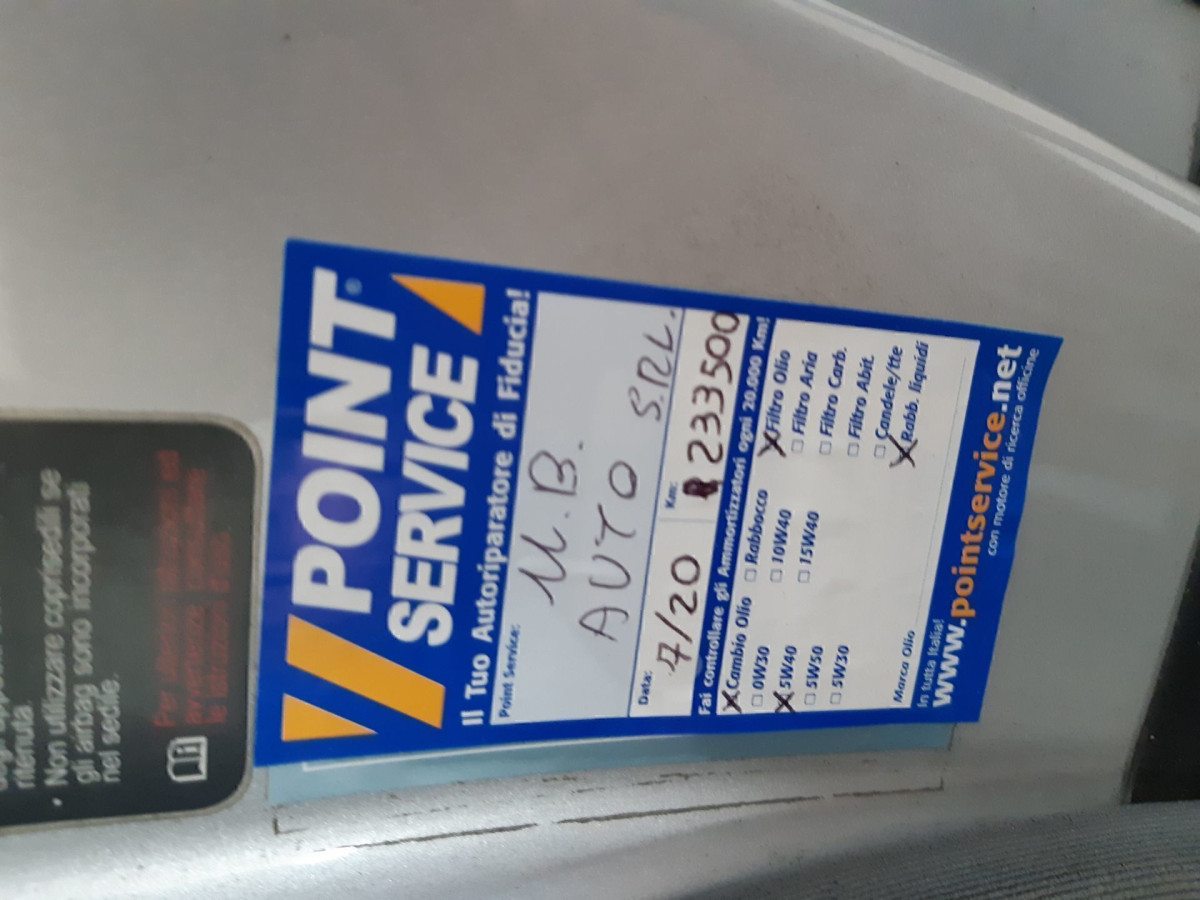 ritenuta.
• Non utilizzare coprisedili se
gli airbag sono incorporati
nel sedile.
POINT®
SERVICE
Il Tuo Autoriparatore di Fiducia!
Point Service:
M.B.
AUTO S.R.L.
Data: 7/20 Km: 233500
Fai controllare gli Ammortizzatori ogni 20.000 Km!
Cambio Olio Rabbocco Filtro Olio
0W30 10W40 Filtro Aria
5W40 15W40 Filtro Carb.
5W50 Filtro Abit.
5W30 Candele/tte
Rabb. liquidi
Marca Olio
In tutta Italia!
www.pointservice.net
con motore di ricerca officine